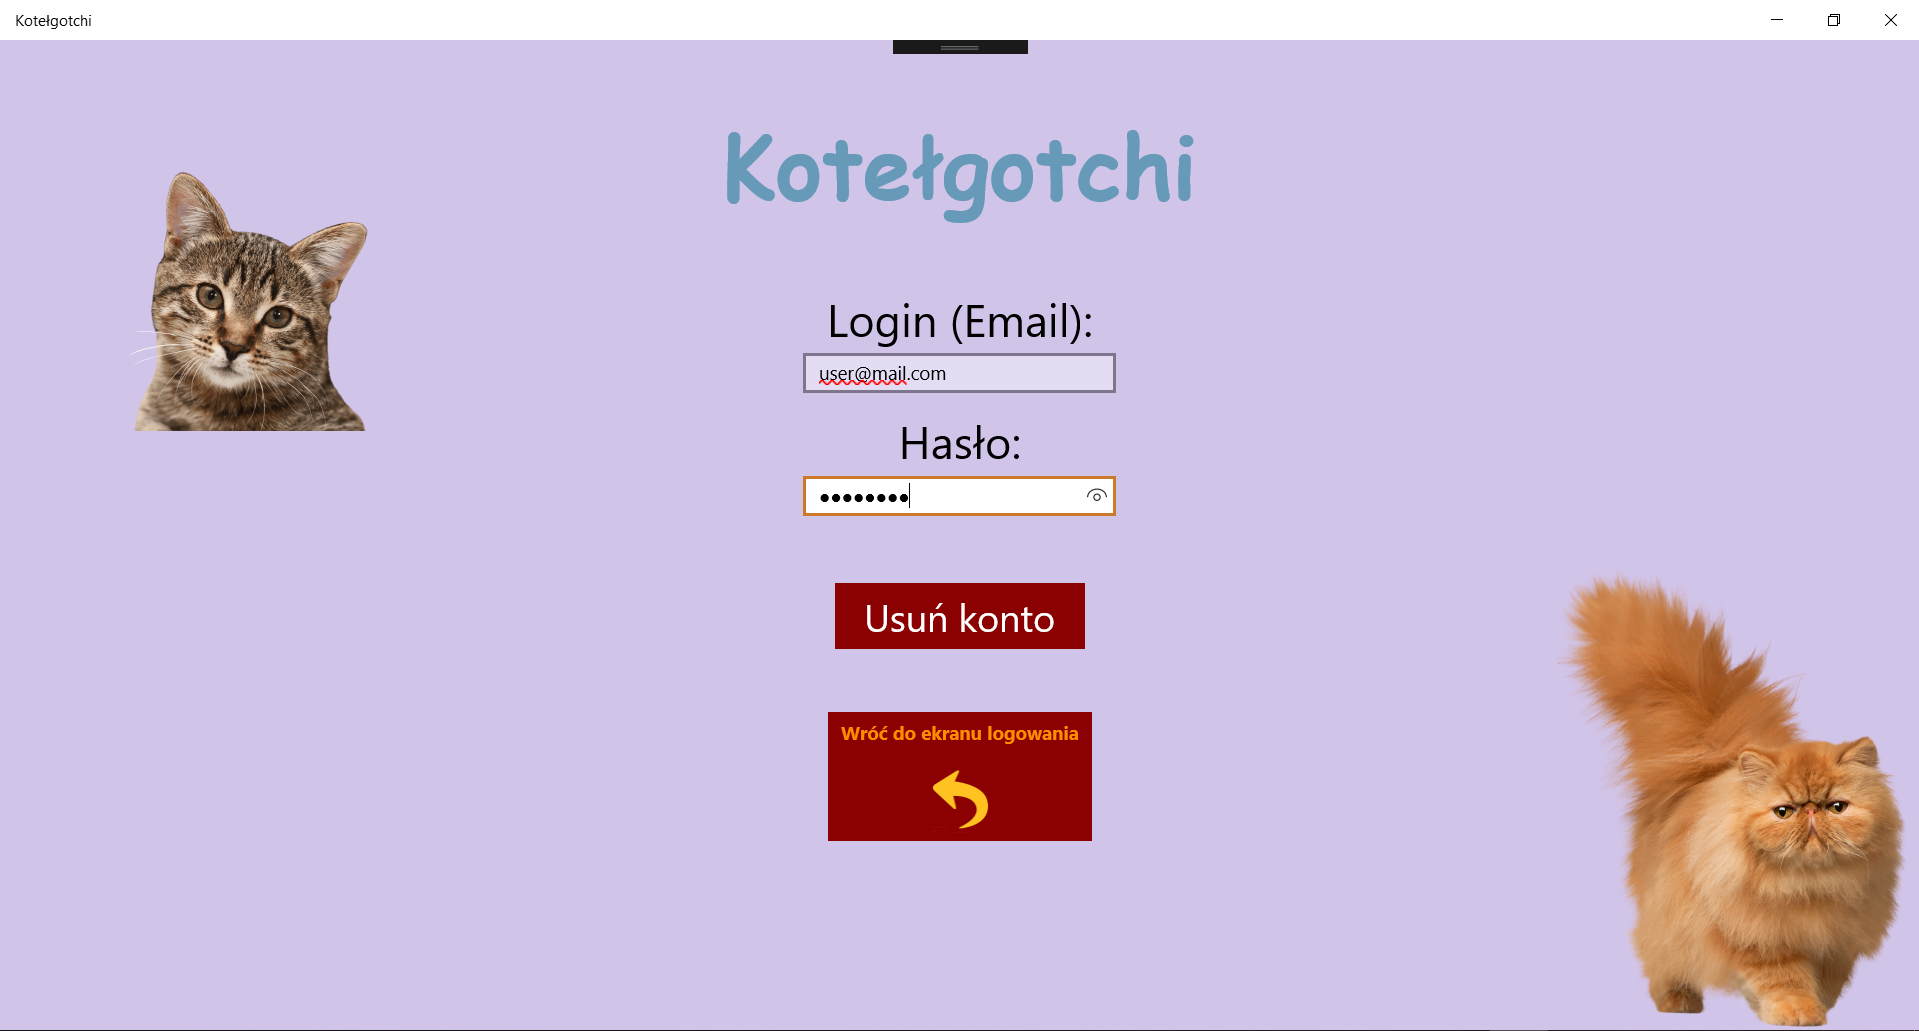 Kotełgotchi
Kotełgotchi
Login (Email):
user@mail.com
Hasło:
••••••••
Usuń konto
Wróć do ekranu logowania